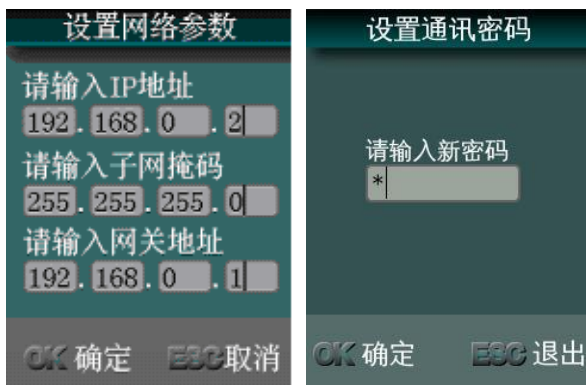 设置网络参数
请输入IP地址
192.168.0.2
请输入子网掩码
255.255.255.0
请输入网关地址
192.168.0.1
OK 确定 ESC取消
设置通讯密码
请输入新密码
*
OK 确定 ESC 退出